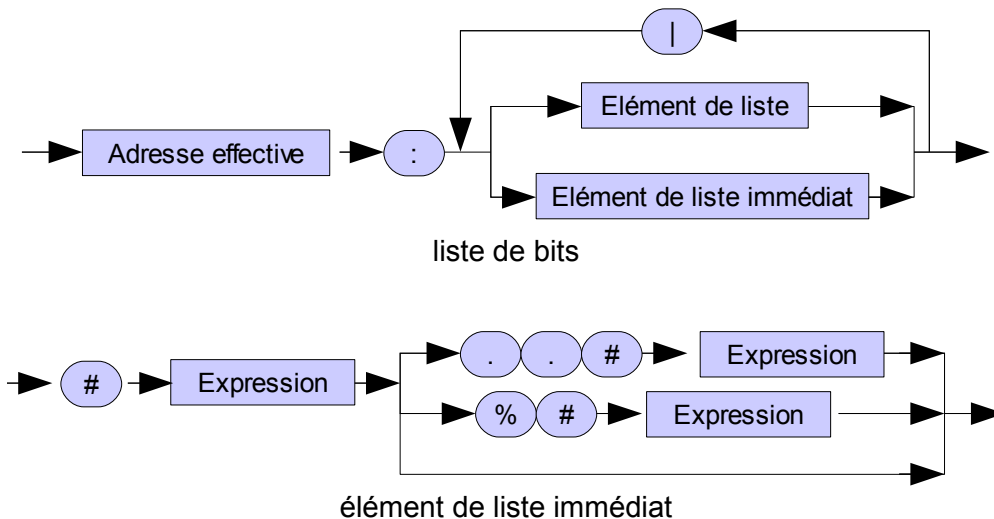 |
Elément de liste
Adresse effective :
Elément de liste immédiat
liste de bits
. . # Expression
# Expression
% # Expression
élément de liste immédiat